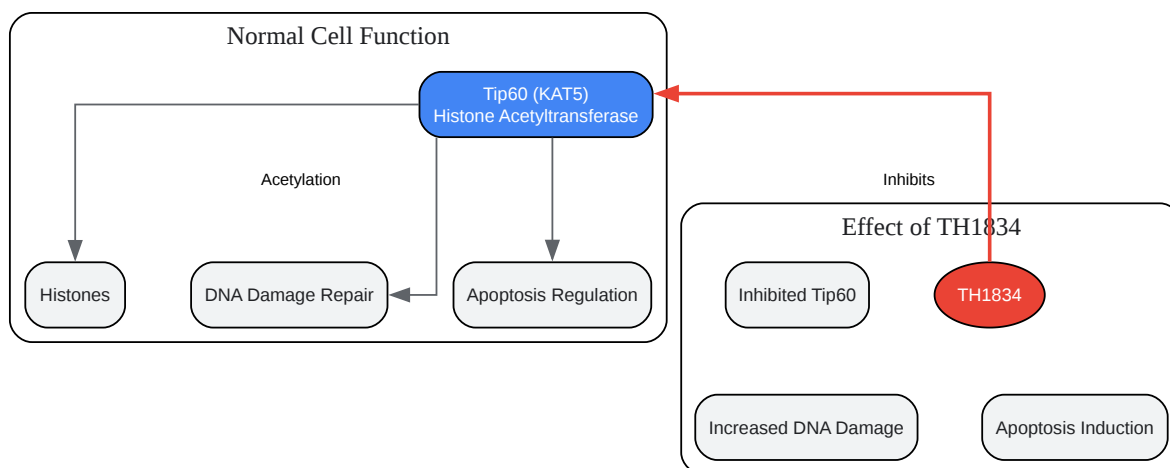 Normal Cell Function
Tip60 (KAT5)
Histone Acetyltransferase
Acetylation
Inhibits
Effect of TH1834
Histones
DNA Damage Repair
Apoptosis Regulation
Inhibited Tip60
TH1834
Increased DNA Damage
Apoptosis Induction